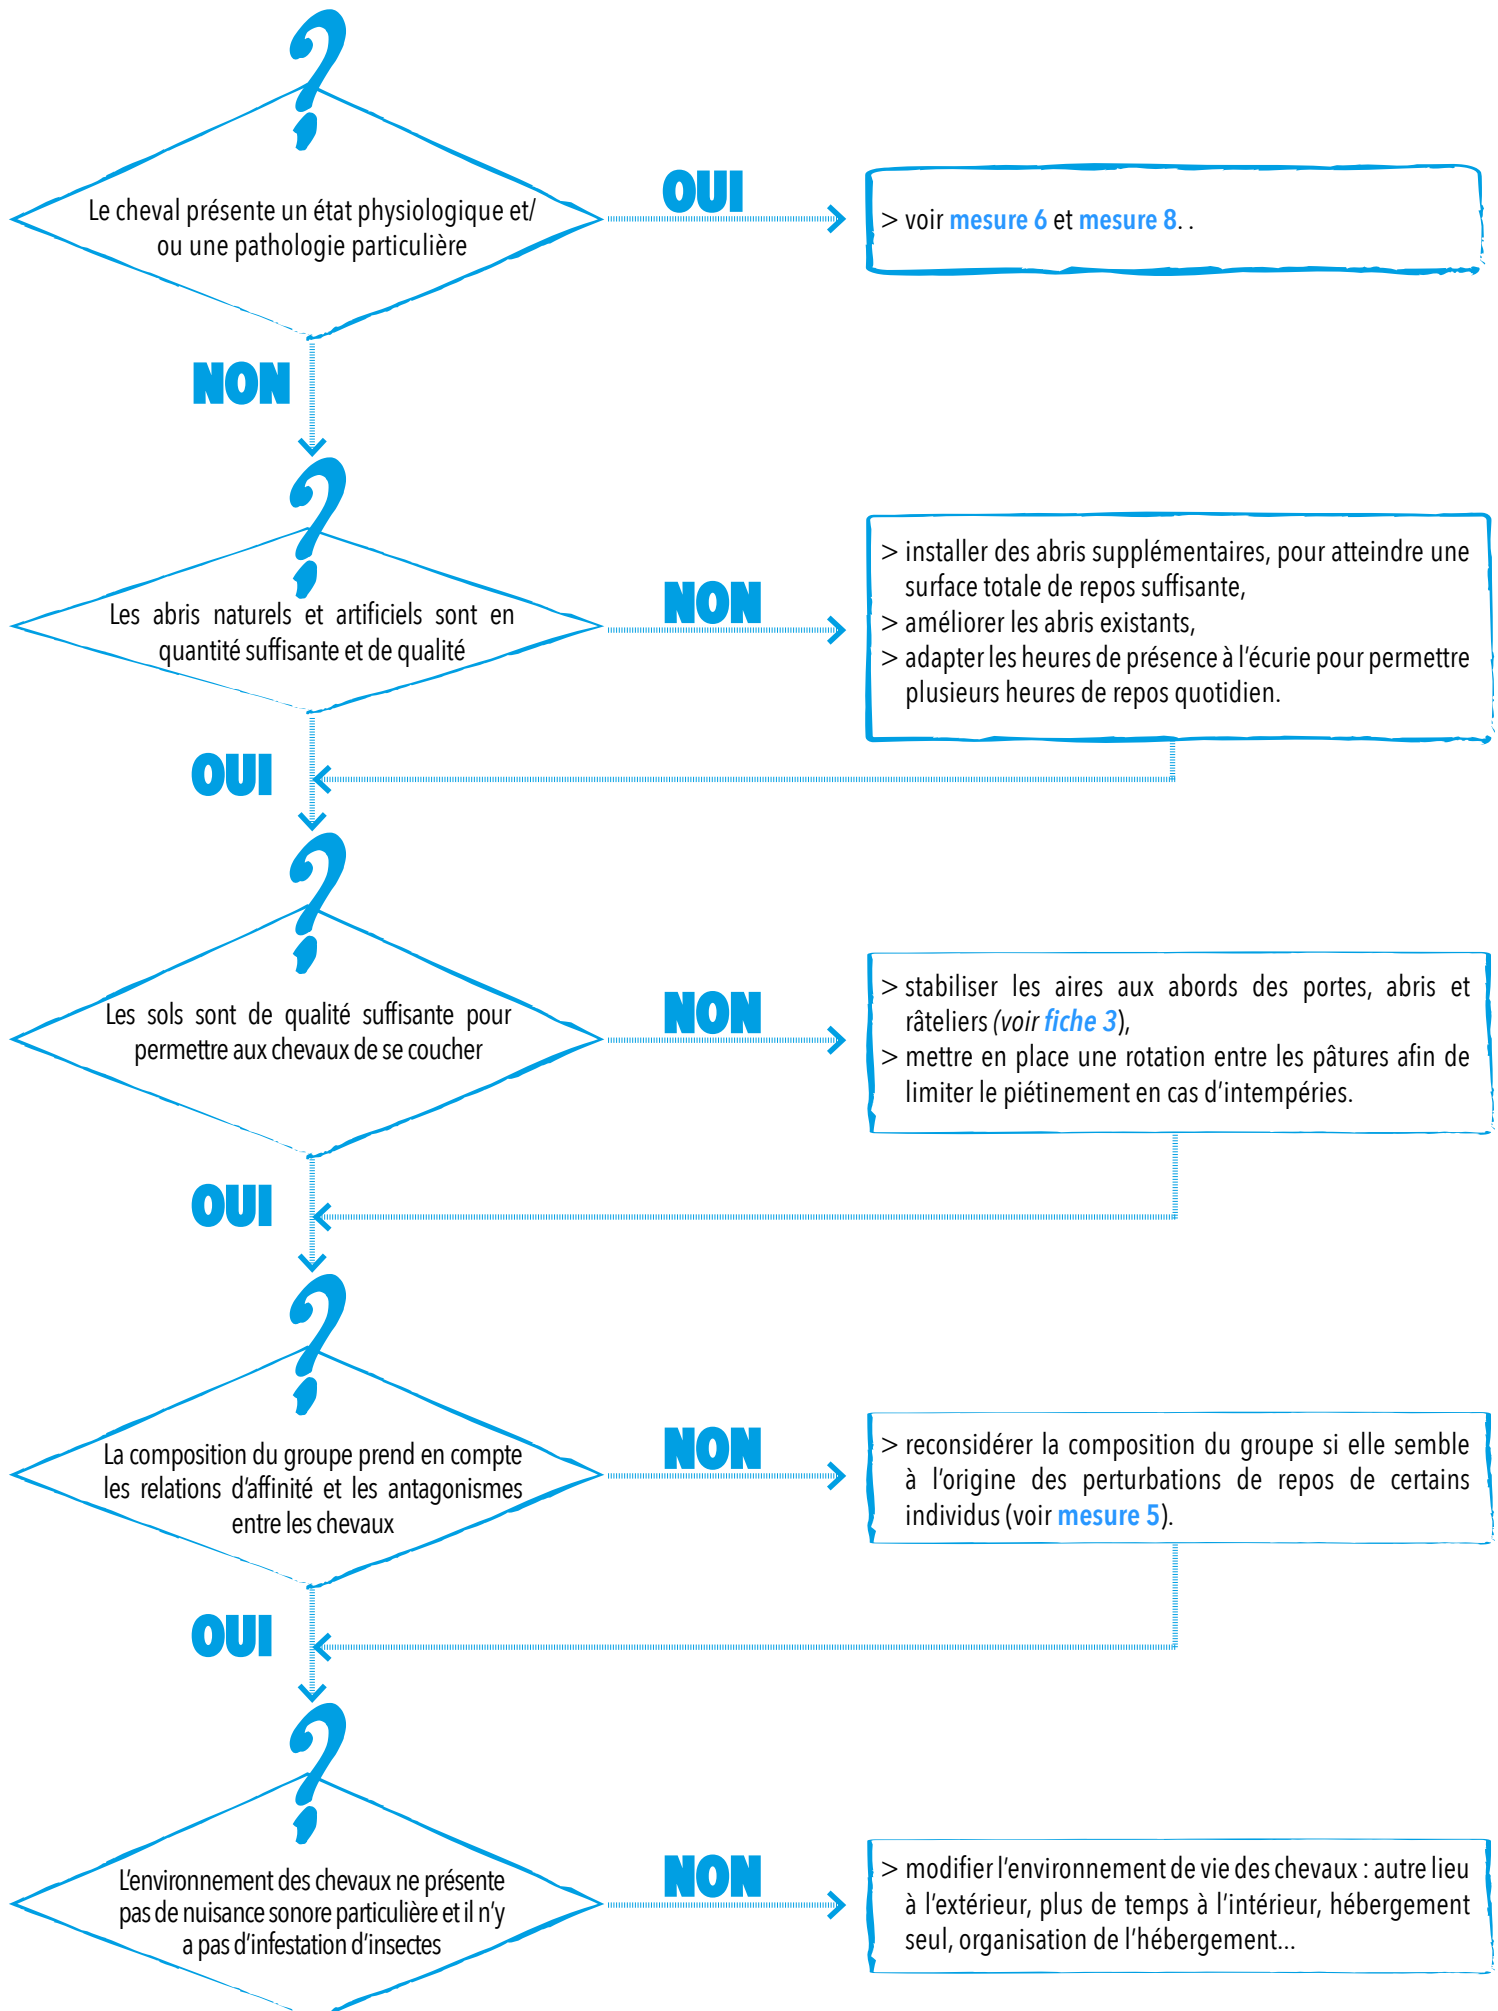 ?
Le cheval présente un état physiologique et/
ou une pathologie particulière
OUI
> voir mesure 6 et mesure 8. .
NON
?
Les abris naturels et artificiels sont en
quantité suffisante et de qualité
NON
> installer des abris supplémentaires, pour atteindre une
surface totale de repos suffisante,
> améliorer les abris existants,
> adapter les heures de présence à l'écurie pour permettre
plusieurs heures de repos quotidien.
OUI
?
Les sols sont de qualité suffisante pour
permettre aux chevaux de se coucher
NON
> stabiliser les aires aux abords des portes, abris et
râteliers (voir fiche 3),
> mettre en place une rotation entre les pâtures afin de
limiter le piétinement en cas d'intempéries.
OUI
?
La composition du groupe prend en compte
les relations d'affinité et les antagonismes
entre les chevaux
NON
> reconsidérer la composition du groupe si elle semble
à l'origine des perturbations de repos de certains
individus (voir mesure 5).
OUI
?
L'environnement des chevaux ne présente
pas de nuisance sonore particulière et il n'y
a pas d'infestation d'insectes
NON
> modifier l'environnement de vie des chevaux : autre lieu
à l'extérieur, plus de temps à l'intérieur, hébergement
seul, organisation de l'hébergement...